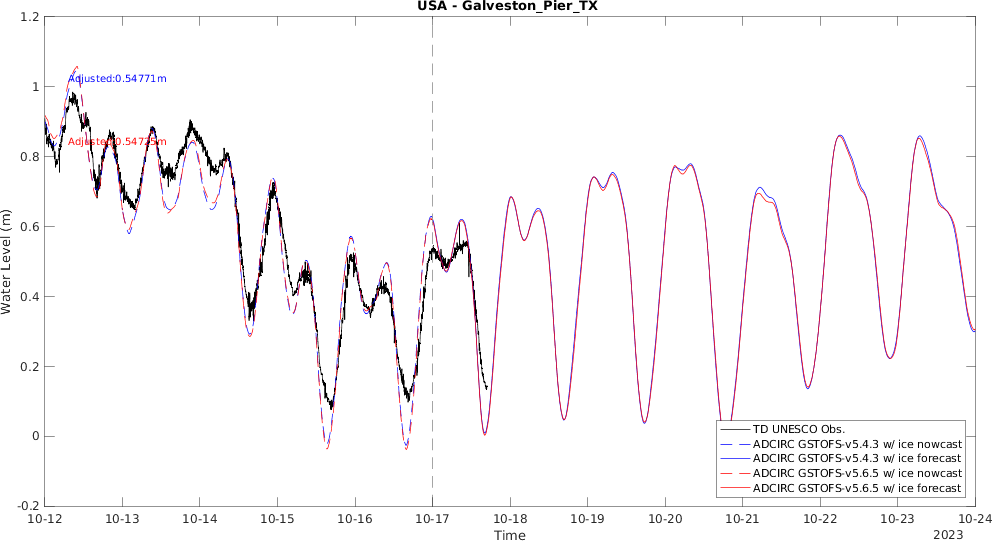 USA - Galveston_Pier_TX
1.2
1
0.8
0.6
0.4
0.2
0
-0.2
Water Level (m)
Adjusted:0.54771m
Adjusted:0.54725m
TD UNESCO Obs.
ADCIRC GSTOFS-v5.4.3 w/ ice nowcast
ADCIRC GSTOFS-v5.4.3 w/ ice forecast
ADCIRC GSTOFS-v5.6.5 w/ ice nowcast
ADCIRC GSTOFS-v5.6.5 w/ ice forecast
10-12 10-13 10-14 10-15 10-16 10-17 10-18 10-19 10-20 10-21 10-22 10-23 10-24
Time
2023